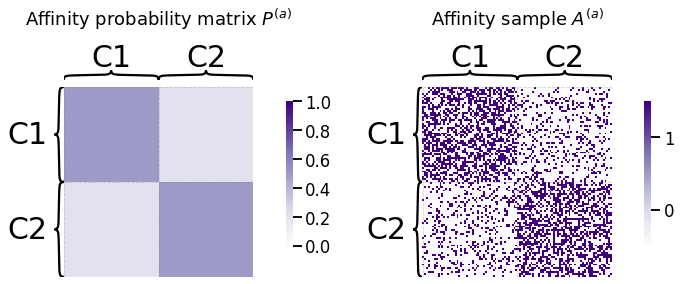 Affinity probability matrix P^(a)
C1 C2
C1
C2
1.0
0.8
0.6
0.4
0.2
0.0
Affinity sample A^(a)
C1 C2
C1
C2
1
0